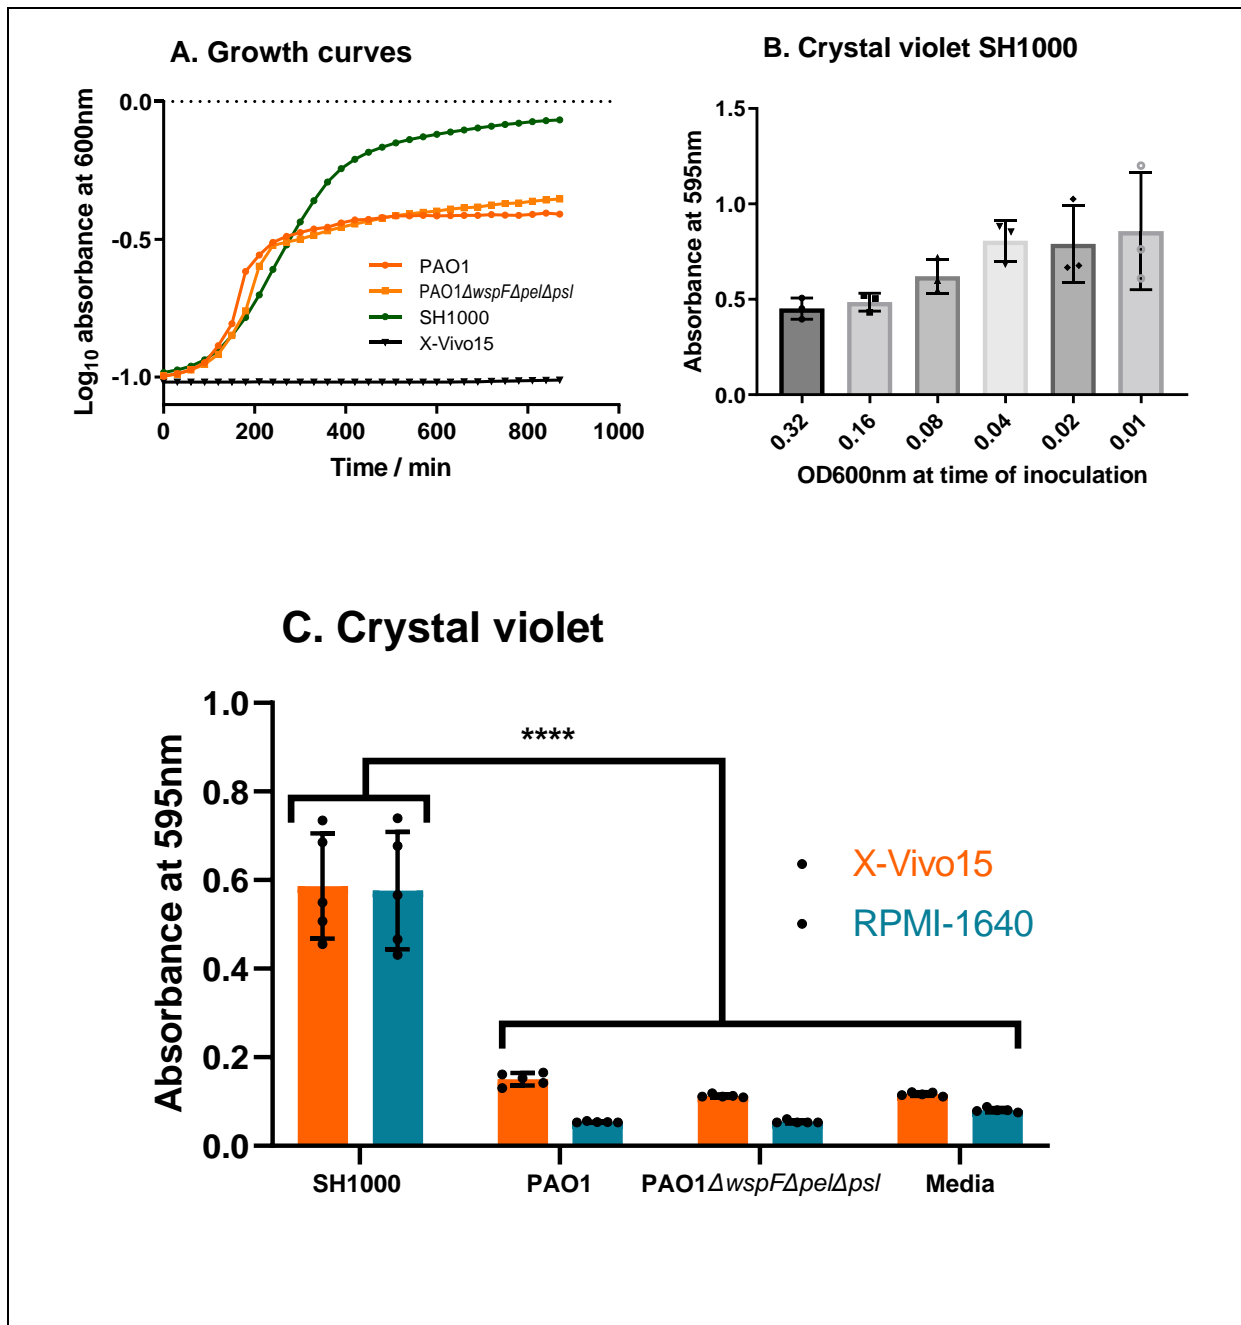 A. Growth curves
Log10 absorbance at 600nm
0.0
-0.5
-1.0
0 200 400 600 800 1000
Time / min
PAO1
PAO1ΔwspFΔpelΔpsl
SH1000
X-Vivo15
B. Crystal violet SH1000
Absorbance at 595nm
1.5
1.0
0.5
0.0
0.32 0.16 0.08 0.04 0.02 0.01
OD600nm at time of inoculation
C. Crystal violet
Absorbance at 595nm
1.0
0.8
0.6
0.4
0.2
0.0
****
X-Vivo15
RPMI-1640
SH1000 PAO1 PAO1ΔwspFΔpelΔpsl Media